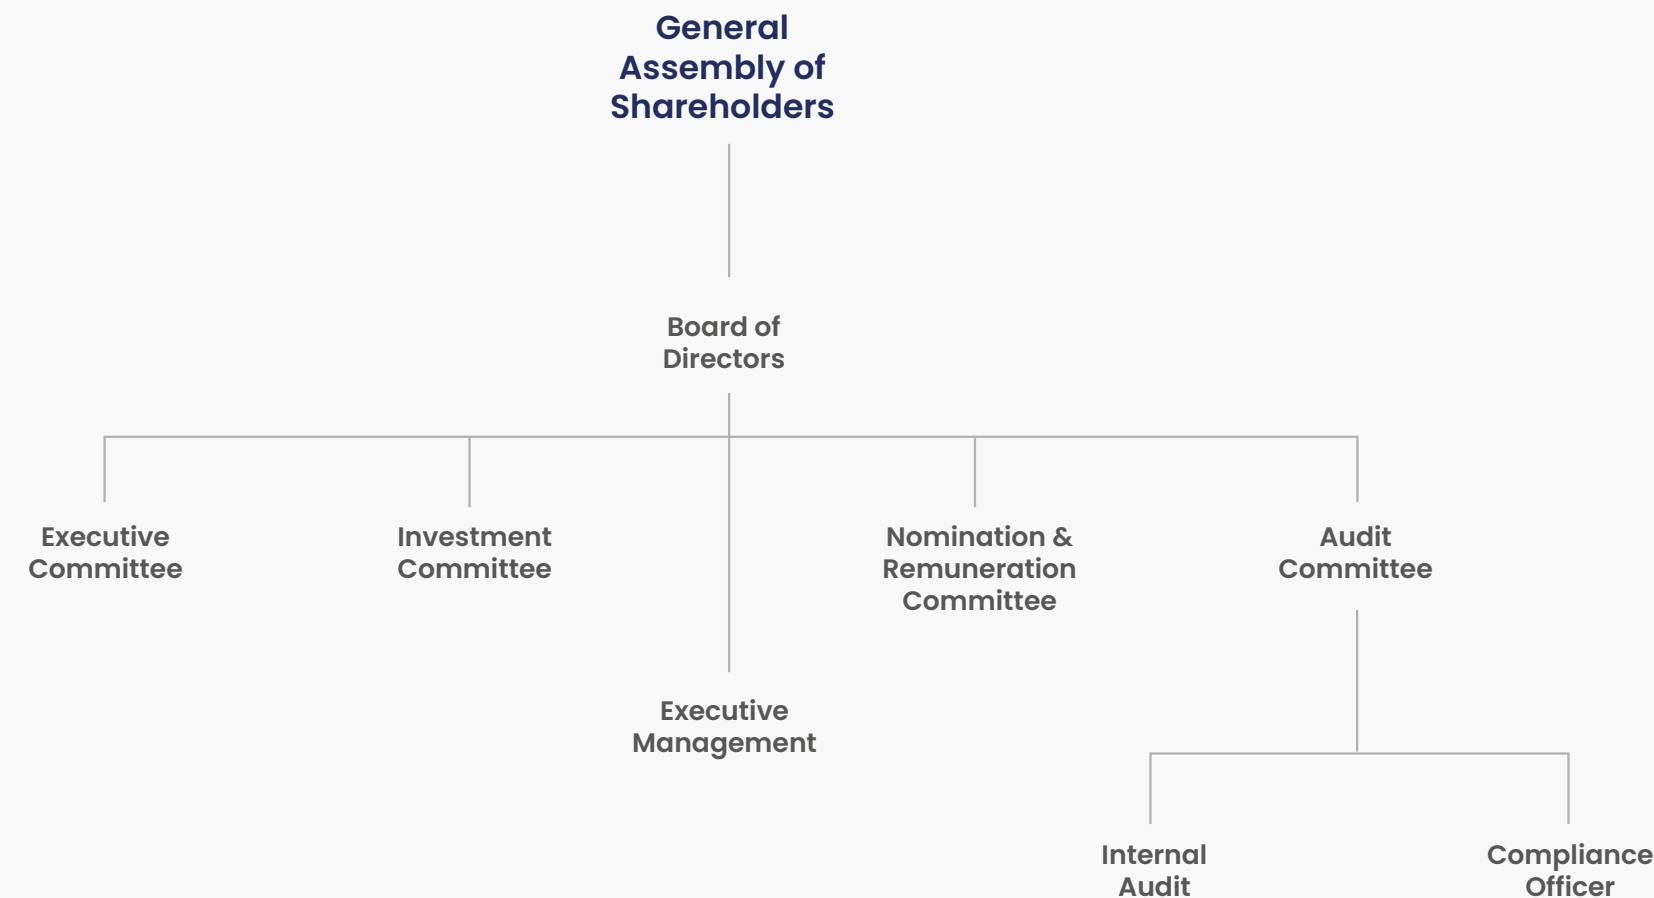 General
Assembly of
Shareholders
Board of
Directors
Executive
Committee
Investment
Committee
Nomination &
Remuneration
Committee
Audit
Committee
Executive
Management
Internal
Audit
Compliance
Officer